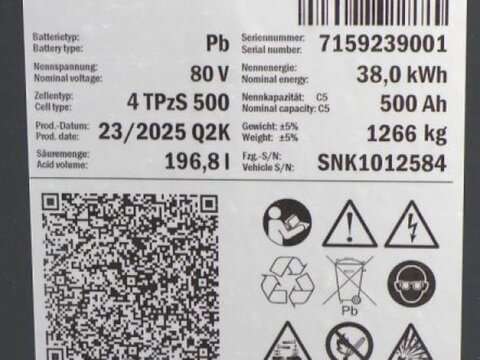 Batterietyp: Pb Seriennummer: 7159239001
Battery type: Serial number:
Nennspannung: 80 V Nennenergie: 38,0 kWh
Nominal voltage: Nominal energy:
Zellentyp: 4 TPzS 500 Nennkapazität: C5 500 Ah
Cell type: Nominal capacity: C5
Prod.-Datum: 23/2025 Q2K Gewicht: ±5% 1266 kg
Prod. date: Weight: ±5%
Säuremenge: 196,8 l Fzg.-S/N: SNK1012584
Acid volume: Vehicle S/N:
Pb